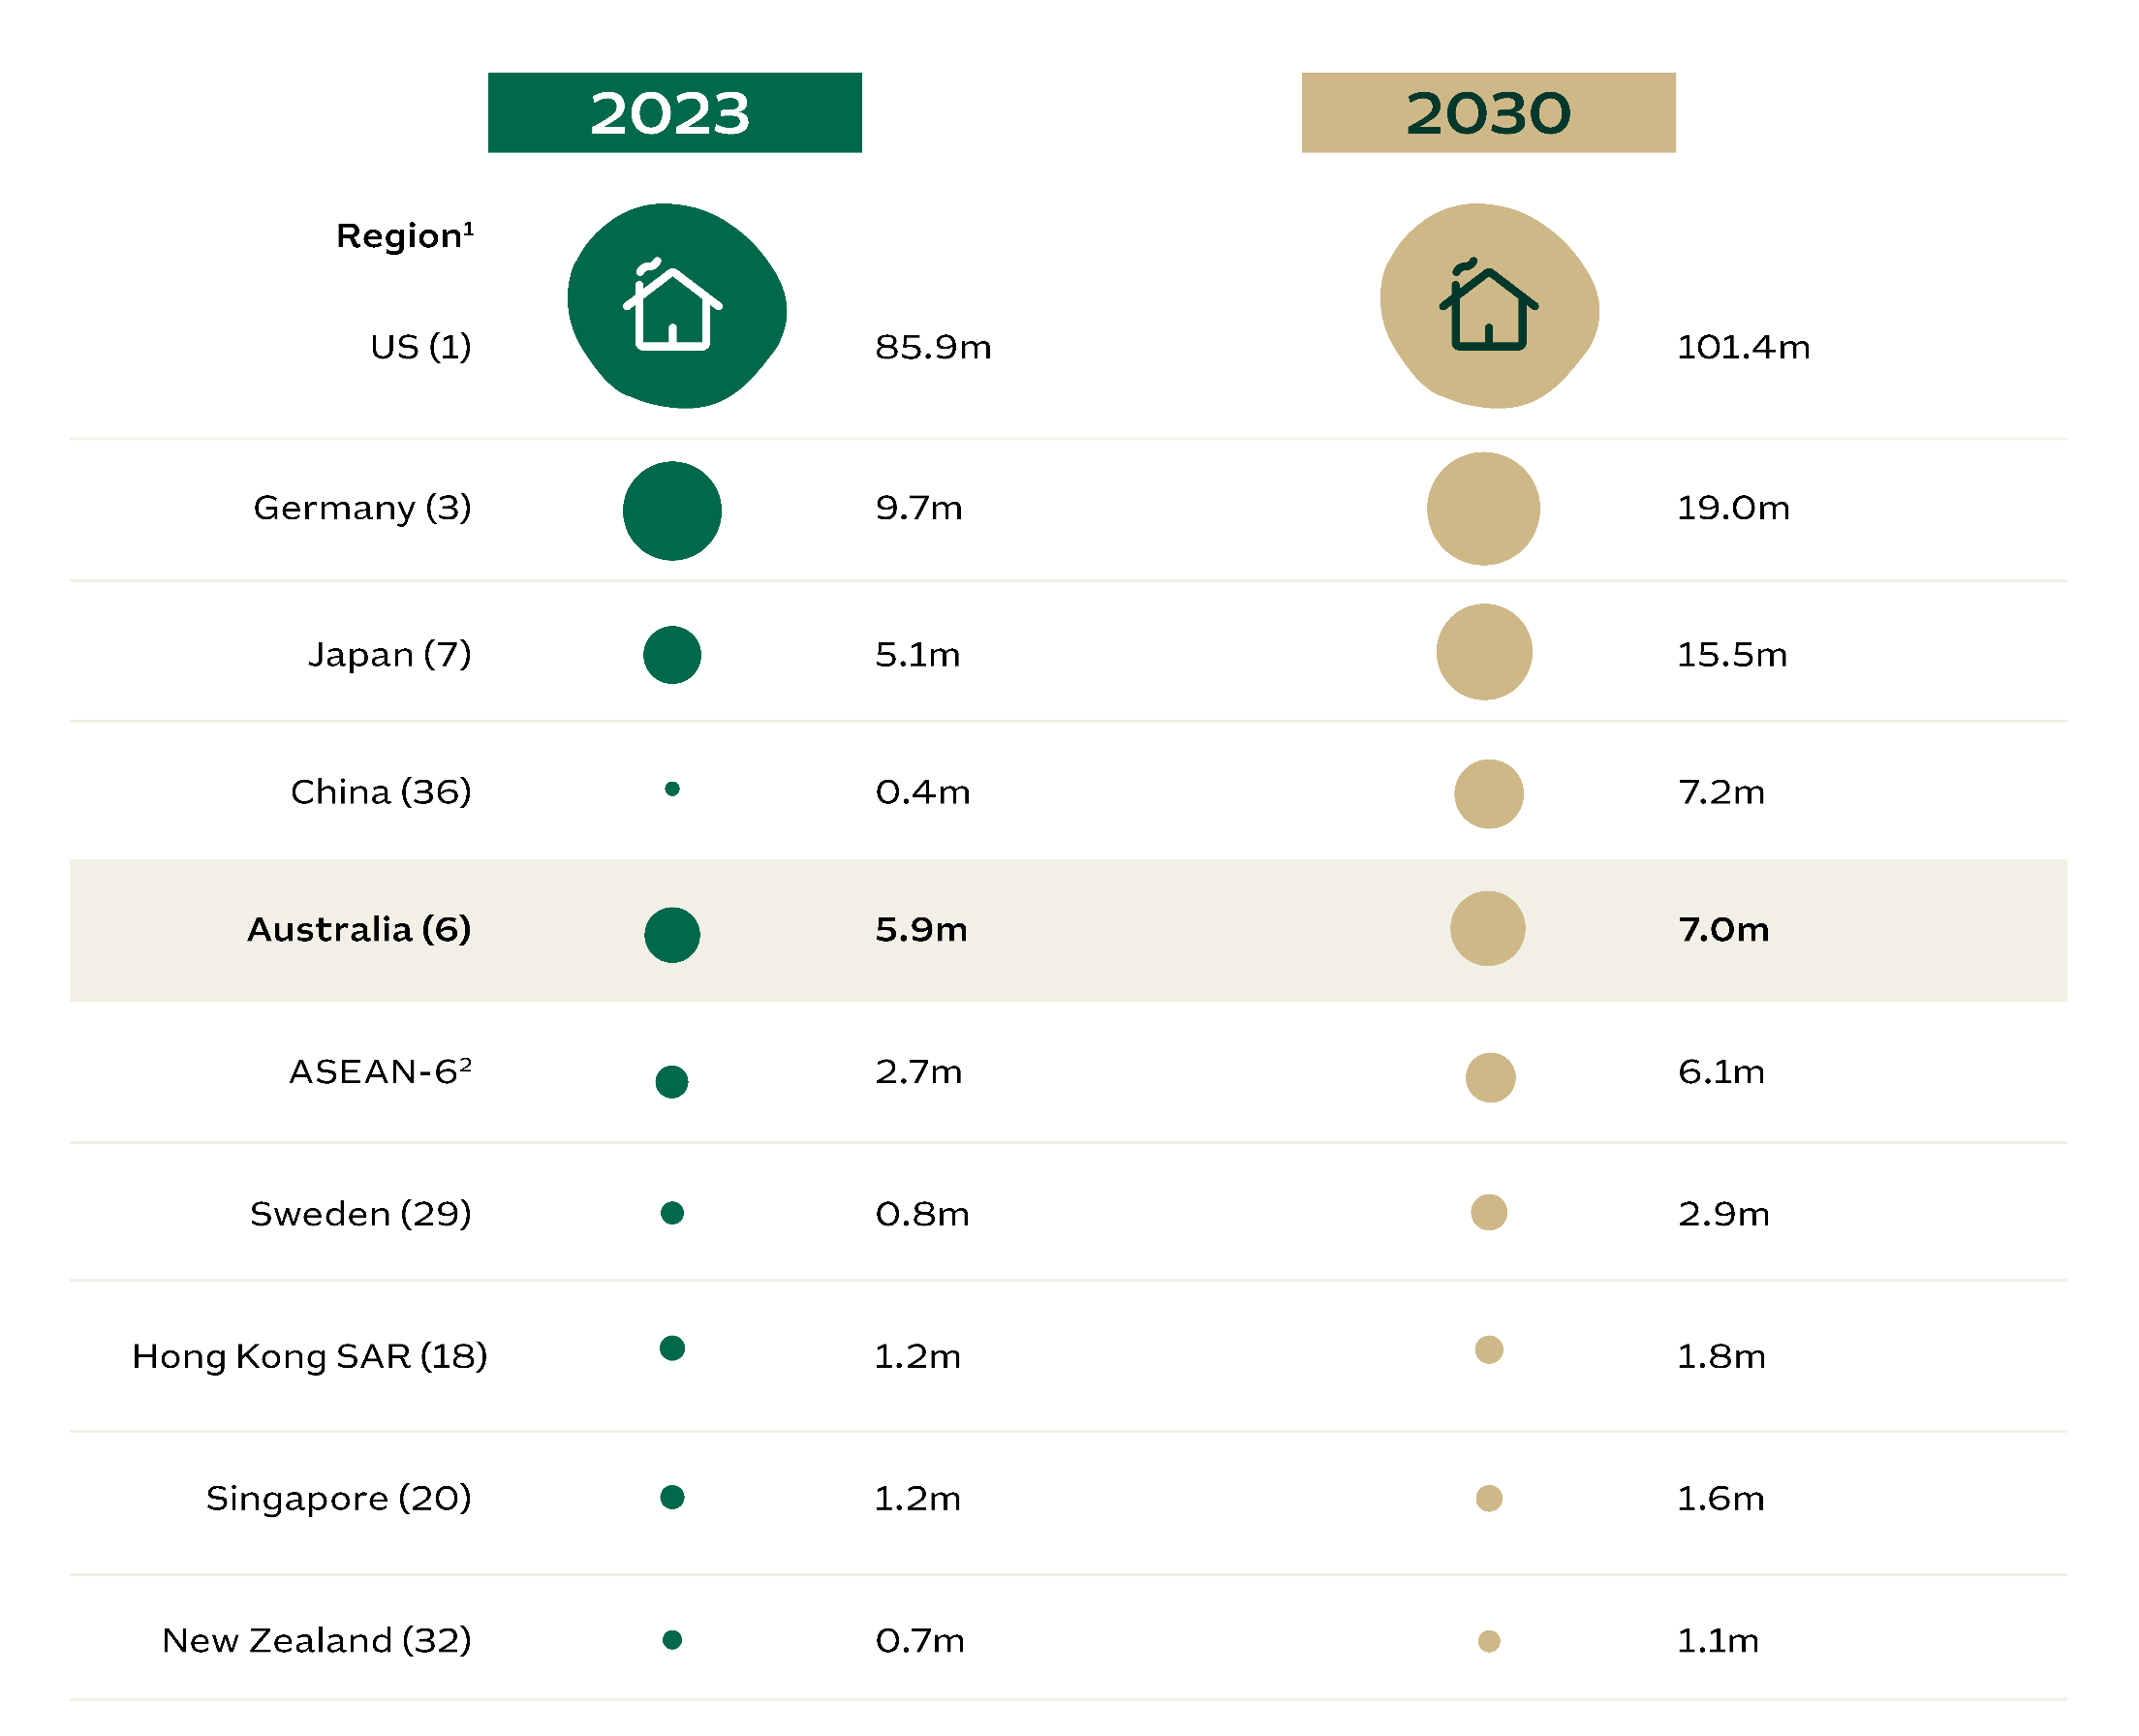 2023 2030
Region¹
US (1) 85.9m 101.4m
Germany (3) 9.7m 19.0m
Japan (7) 5.1m 15.5m
China (36) 0.4m 7.2m
Australia (6) 5.9m 7.0m
ASEAN-6² 2.7m 6.1m
Sweden (29) 0.8m 2.9m
Hong Kong SAR (18) 1.2m 1.8m
Singapore (20) 1.2m 1.6m
New Zealand (32) 0.7m 1.1m